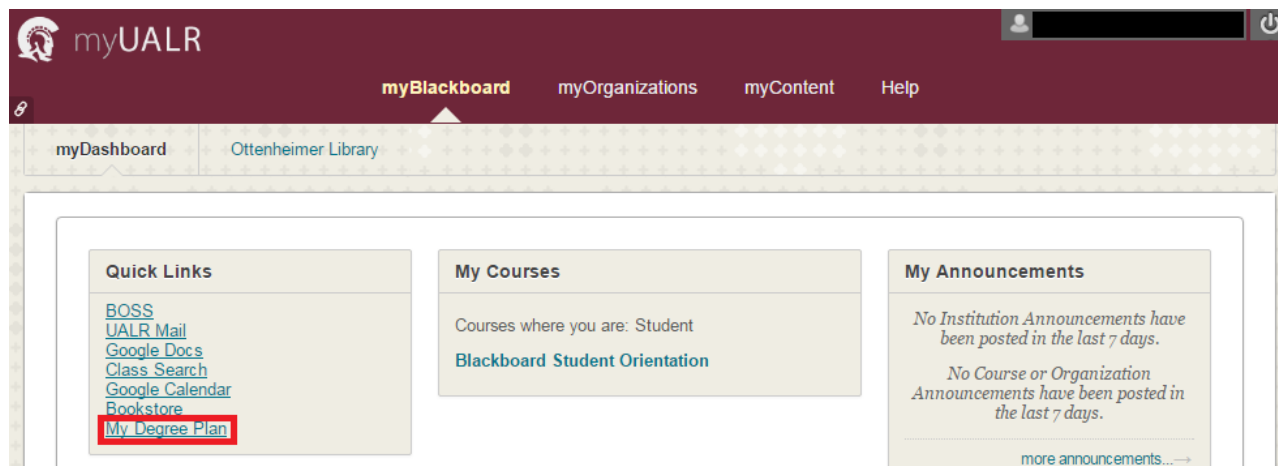 myUALR
myBlackboard myOrganizations myContent Help
myDashboard Ottenheimer Library
Quick Links
BOSS
UALR Mail
Google Docs
Class Search
Google Calendar
Bookstore
My Degree Plan
My Courses
Courses where you are: Student
Blackboard Student Orientation
My Announcements
No Institution Announcements have
been posted in the last 7 days.
No Course or Organization
Announcements have been posted in
the last 7 days.
more announcements...→